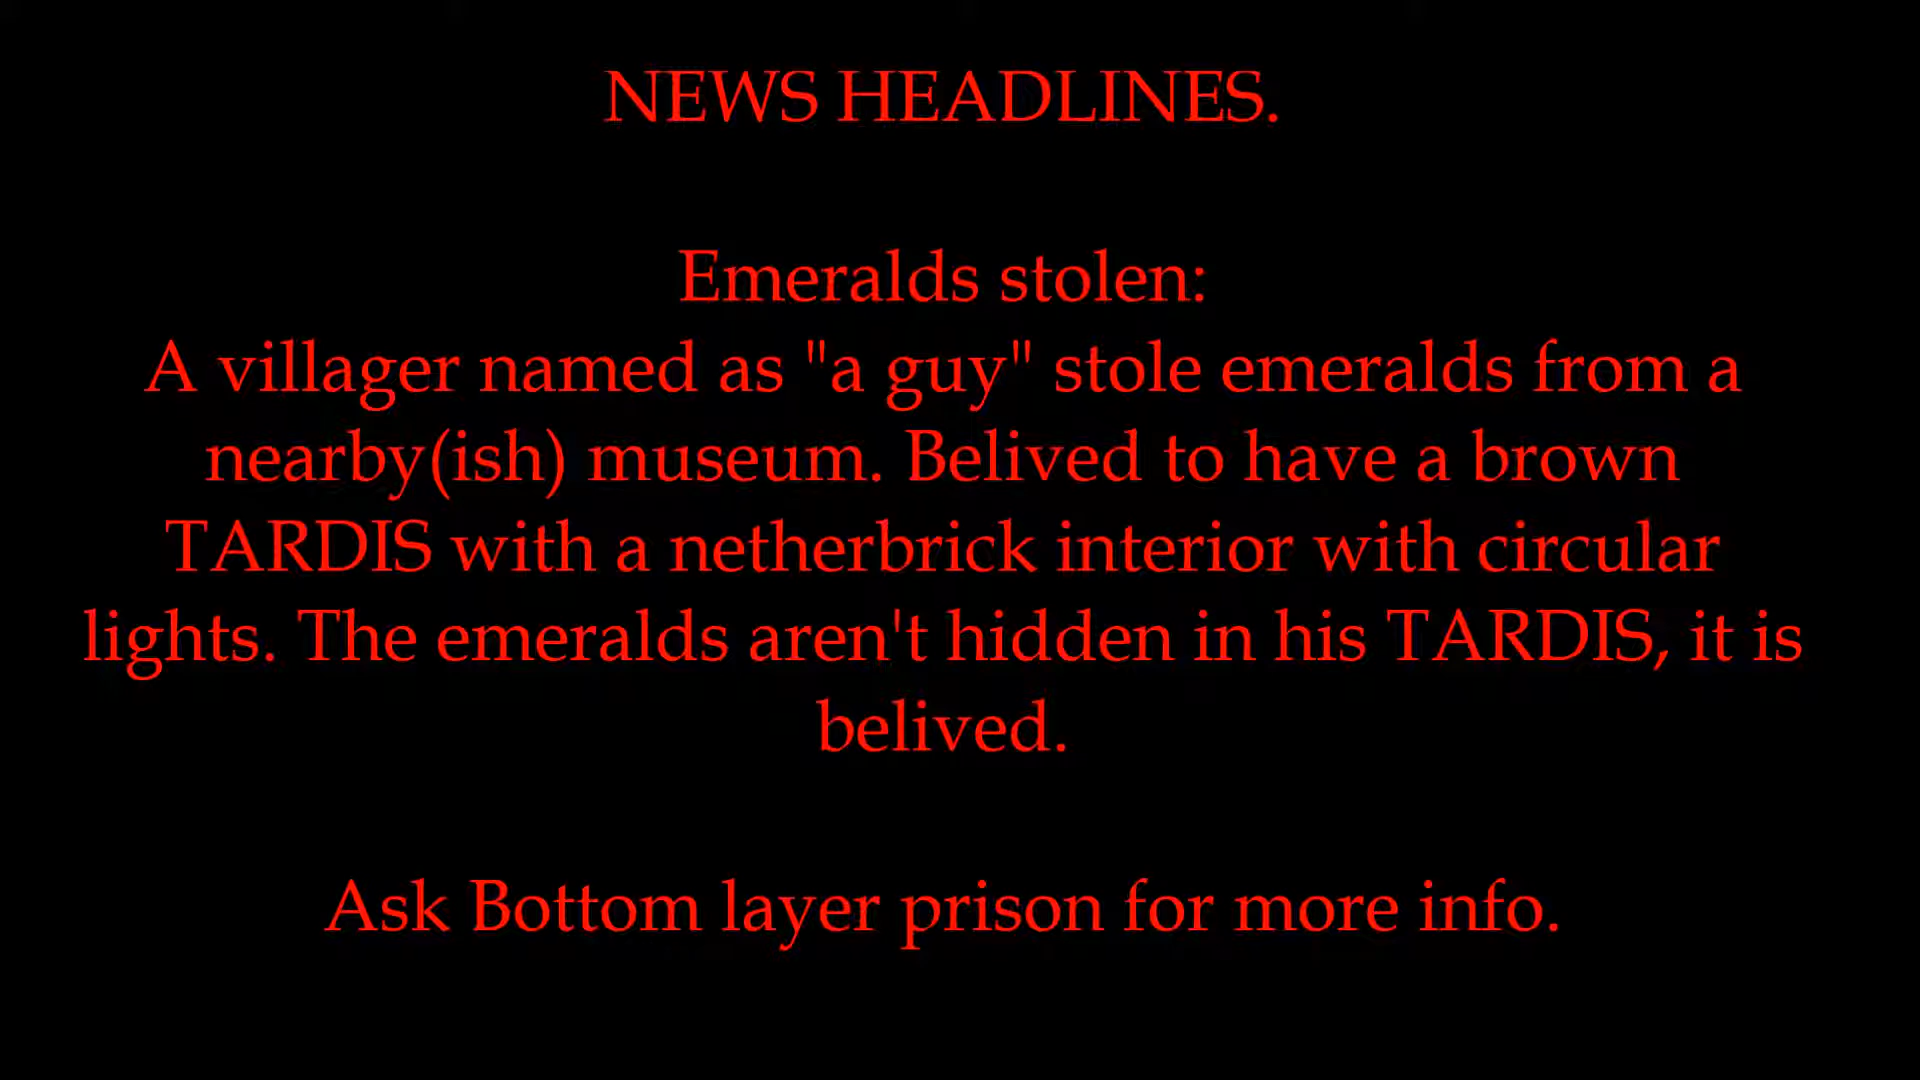 NEWS HEADLINES.
Emeralds stolen:
A villager named as "a guy" stole emeralds from a
nearby(ish) museum. Belived to have a brown
TARDIS with a netherbrick interior with circular
lights. The emeralds aren't hidden in his TARDIS, it is
belived.
Ask Bottom layer prison for more info.